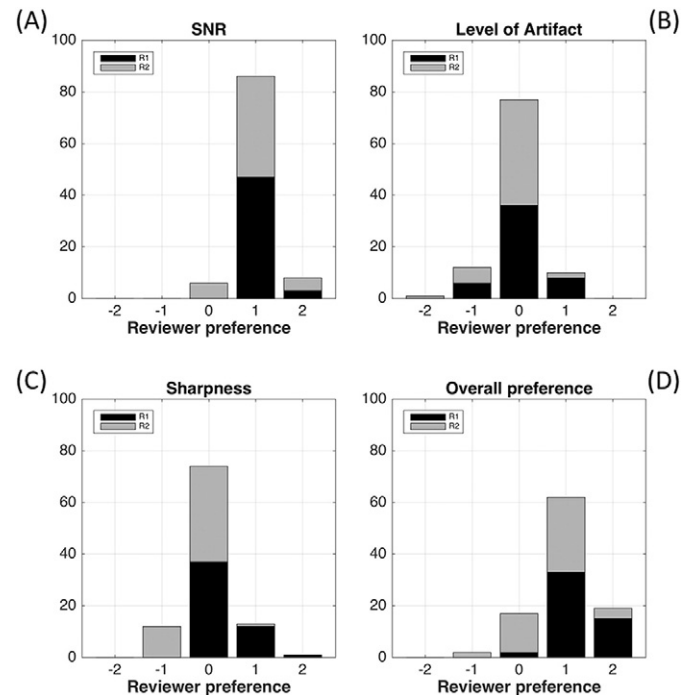 (A)
SNR
100
80
60
40
20
0
R1
R2
-2 -1 0 1 2
Reviewer preference
(B)
Level of Artifact
100
80
60
40
20
0
R1
R2
-2 -1 0 1 2
Reviewer preference
(C)
Sharpness
100
80
60
40
20
0
R1
R2
-2 -1 0 1 2
Reviewer preference
(D)
Overall preference
100
80
60
40
20
0
R1
R2
-2 -1 0 1 2
Reviewer preference